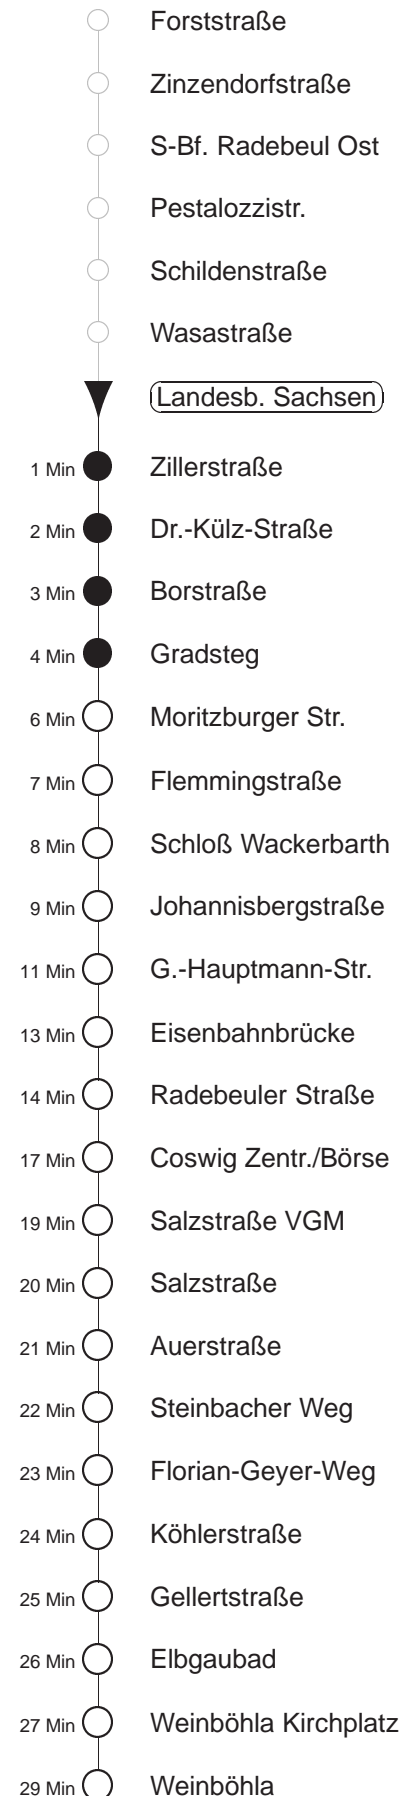 Forststraße
Zinzendorfstraße
S-Bf. Radebeul Ost
Pestalozzistr.
Schildenstraße
Wasastraße
Landesb. Sachsen
1 Min Zillerstraße
2 Min Dr.-Külz-Straße
3 Min Borstraße
4 Min Gradsteg
6 Min Moritzburger Str.
7 Min Flemmingstraße
8 Min Schloß Wackerbarth
9 Min Johannisbergstraße
11 Min G.-Hauptmann-Str.
13 Min Eisenbahnbrücke
14 Min Radebeuler Straße
17 Min Coswig Zentr./Börse
19 Min Salzstraße VGM
20 Min Salzstraße
21 Min Auerstraße
22 Min Steinbacher Weg
23 Min Florian-Geyer-Weg
24 Min Köhlerstraße
25 Min Gellertstraße
26 Min Elbgaubad
27 Min Weinböhla Kirchplatz
29 Min Weinböhla